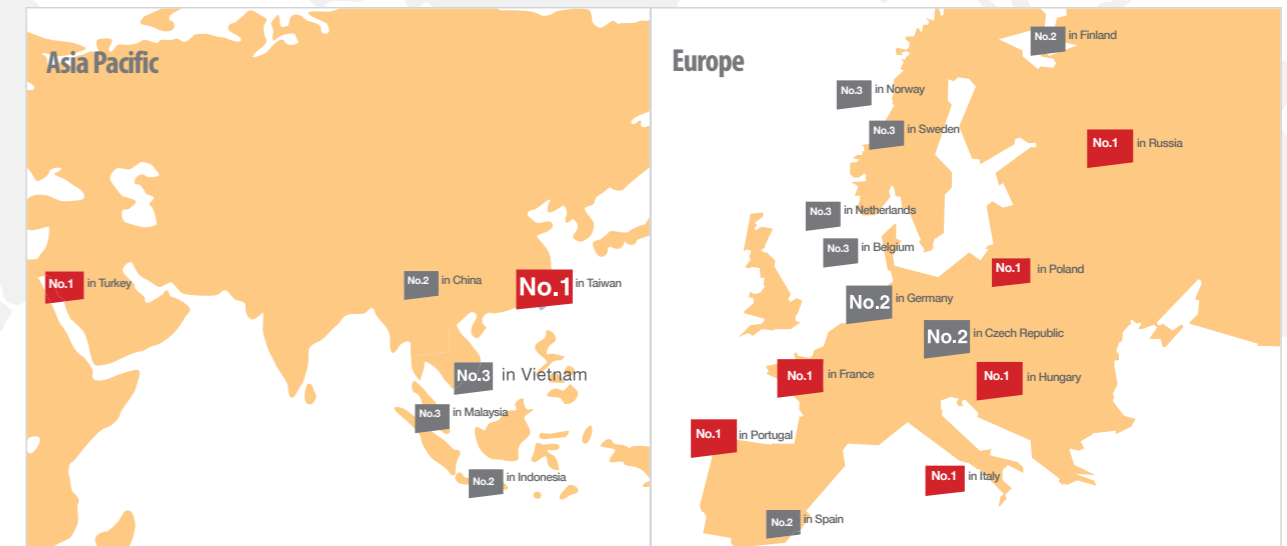 Asia Pacific
No.1 in Turkey
No.2 in China
No.1 in Taiwan
No.3 in Vietnam
No.3 in Malaysia
No.2 in Indonesia
Europe
No.2 in Finland
No.3 in Norway
No.3 in Sweden
No.1 in Russia
No.3 in Netherlands
No.3 in Belgium
No.1 in Poland
No.2 in Germany
No.2 in Czech Republic
No.1 in France
No.1 in Hungary
No.1 in Portugal
No.1 in Italy
No.2 in Spain